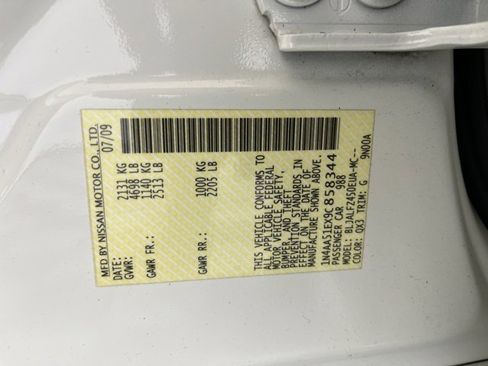 MFD BY NISSAN MOTOR CO., LTD.
DATE: 07/09
GVWR: 2131 KG
4698 LB
GAWR FR: 1140 KG
2513 LB
GAWR RR: 1000 KG
2205 LB
THIS VEHICLE CONFORMS TO
ALL APPLICABLE FEDERAL
MOTOR VEHICLE SAFETY,
BUMPER, AND THEFT
PREVENTION STANDARDS IN
EFFECT ON THE DATE OF
MANUFACTURE SHOWN ABOVE.
1N4AA51EX9C858344
PASSENGER CAR 988
MODEL:
COLOR: QX3 TRIM: G 9N00A